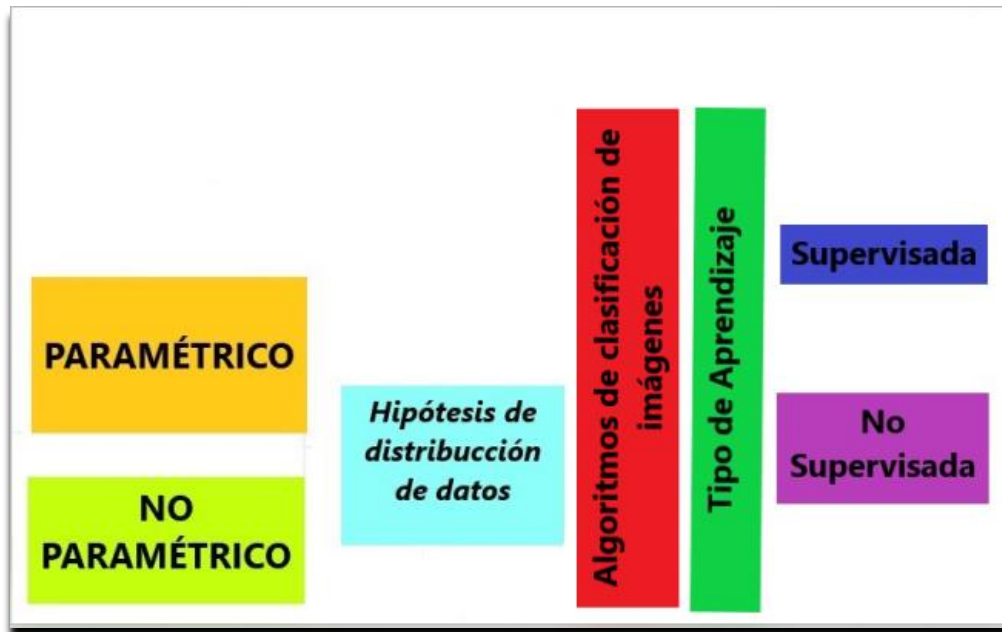 PARAMÉTRICO
NO
PARAMÉTRICO
Hipótesis de
distribucción
de datos
Algoritmos de clasificación de
imágenes
Tipo de Aprendizaje
Supervisada
No
Supervisada